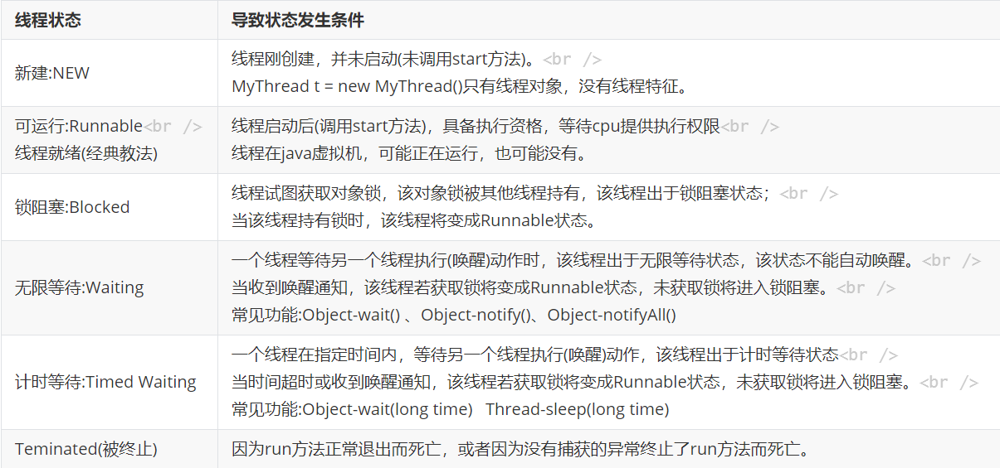 线程状态 导致状态发生条件
新建:NEW
线程刚创建，并未启动(未调用start方法)。<br />
MyThread t = new MyThread()只有线程对象，没有线程特征。
可运行:Runnable<br />
线程就绪(经典教法)
线程启动后(调用start方法)，具备执行资格，等待cpu提供执行权限<br />
线程在java虚拟机，可能正在运行，也可能没有。
锁阻塞:Blocked
线程试图获取对象锁，该对象锁被其他线程持有，该线程出于锁阻塞状态；<br />
当该线程持有锁时，该线程将变成Runnable状态。
无限等待:Waiting
一个线程等待另一个线程执行(唤醒)动作时，该线程出于无限等待状态，该状态不能自动唤醒。<br />
当收到唤醒通知，该线程若获取锁将变成Runnable状态，未获取锁将进入锁阻塞。<br />
常见功能:Object-wait() 、Object-notify()、Object-notifyAll()
计时等待:Timed Waiting
一个线程在指定时间内，等待另一个线程执行(唤醒)动作，该线程出于计时等待状态<br />
当时间超时或收到唤醒通知，该线程若获取锁将变成Runnable状态，未获取锁将进入锁阻塞。<br />
常见功能:Object-wait(long time) Thread-sleep(long time)
Teminated(被终止)
因为run方法正常退出而死亡，或者因为没有捕获的异常终止了run方法而死亡。